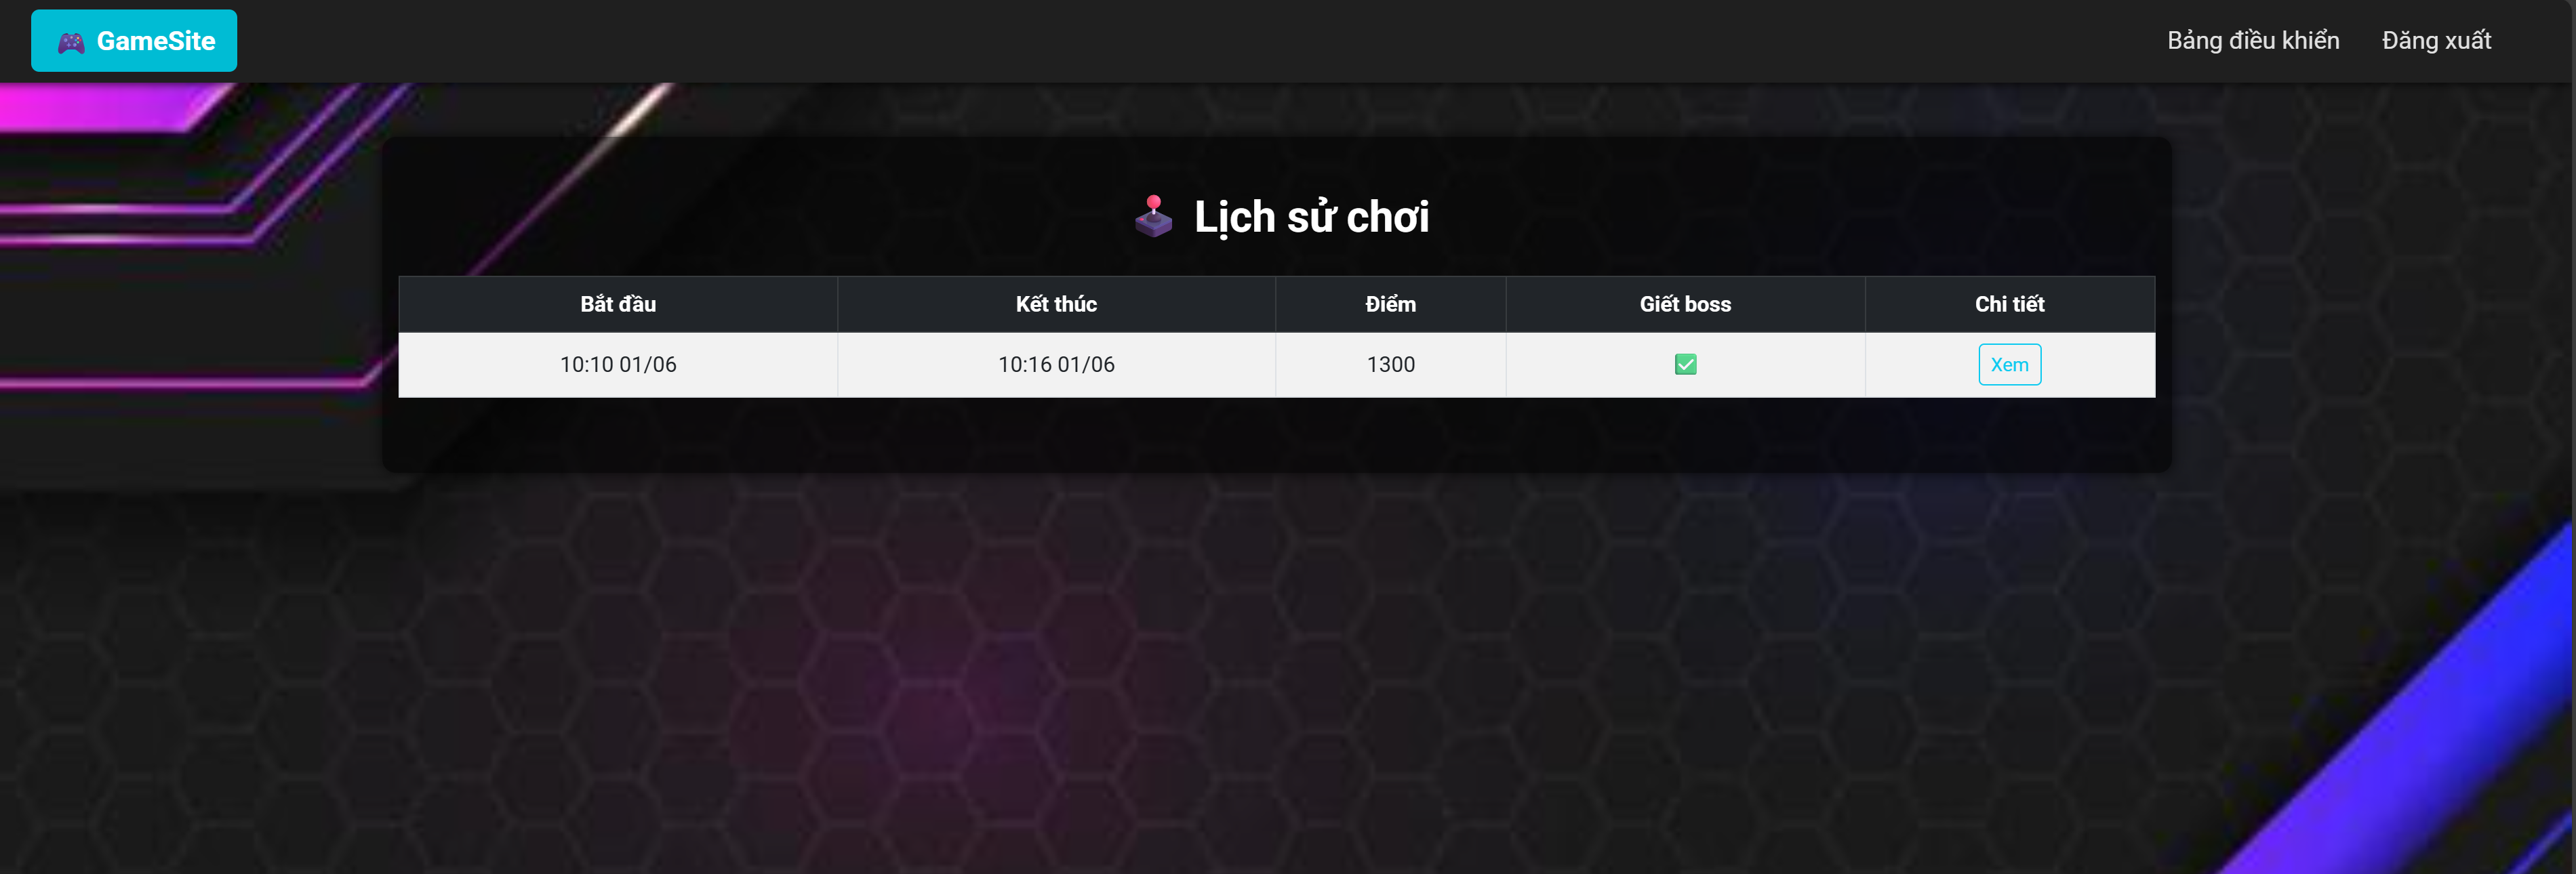 GameSite
Bảng điều khiển Đăng xuất
Lịch sử chơi
Bắt đầu Kết thúc Điểm Giết boss Chi tiết
10:10 01/06 10:16 01/06 1300 ✅ Xem